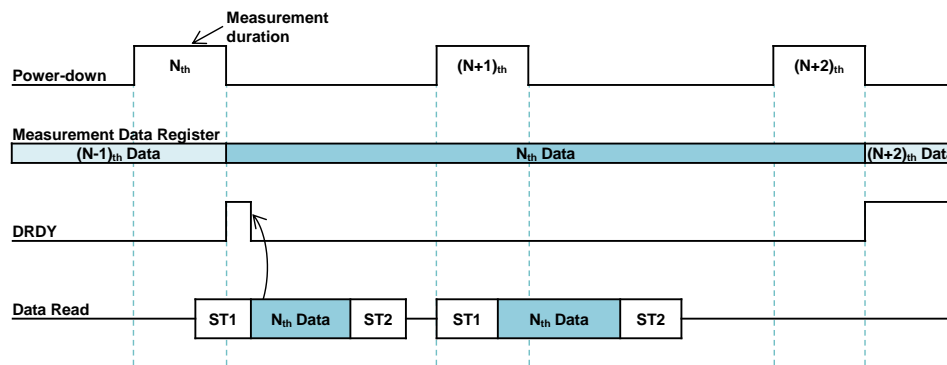 Measurement
duration
Power-down
Nth
(N+1)th
(N+2)th
Measurement Data Register
(N-1)th Data
Nth Data
(N+2)th Data
DRDY
Data Read
ST1
Nth Data
ST2
ST1
Nth Data
ST2